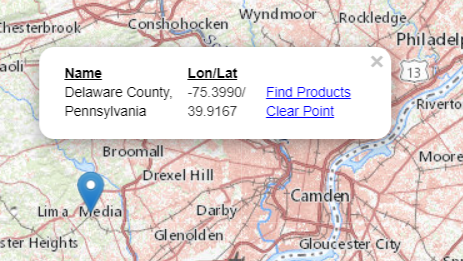 Chesterbrook
Conshohocken
Wyndmoor
Rockledge
Philadelp
aoli
13
×
Name Lon/Lat
Delaware County, -75.3990/ Find Products
Pennsylvania 39.9167 Clear Point
Riverto
Broomall
Moore
Drexel Hill
Lima Media
Darby
Camden
ster Heights
Glenolden
Gloucester City
Spr